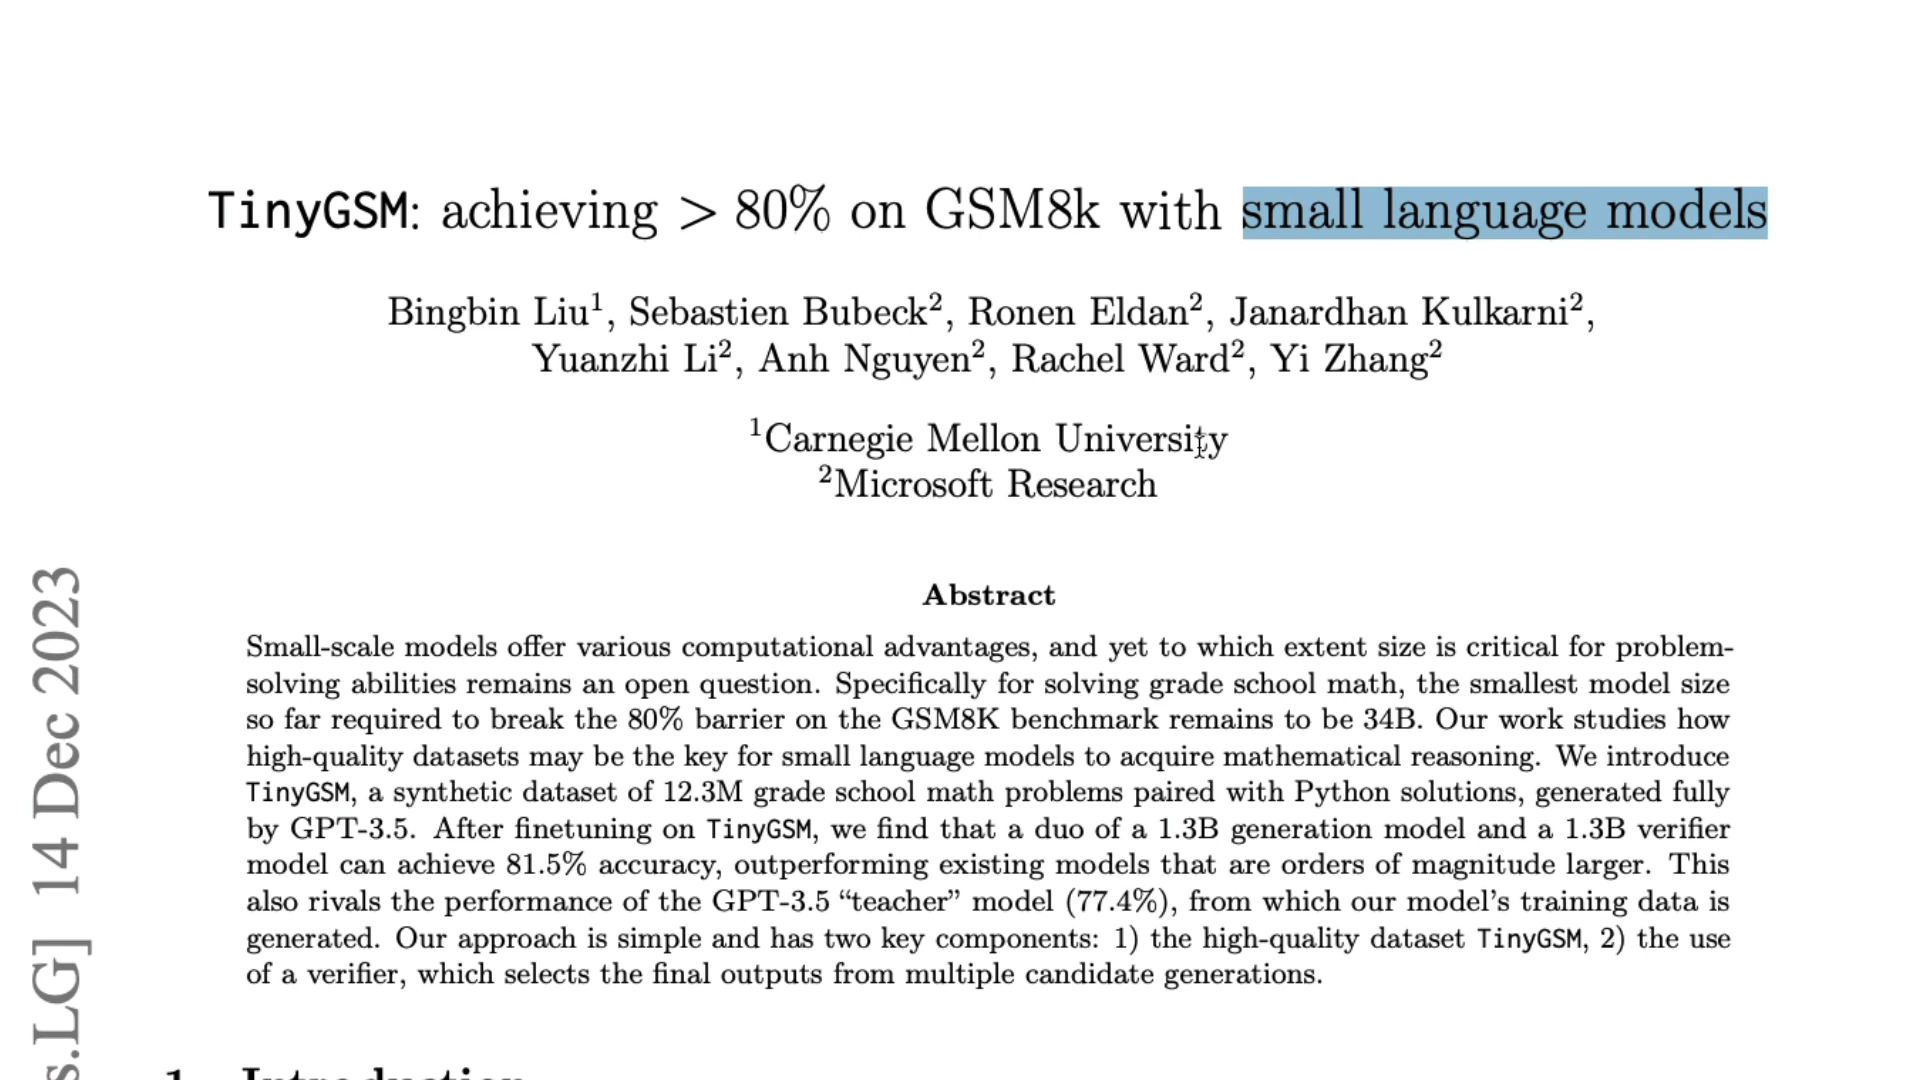 TinyGSM: achieving > 80% on GSM8k with small language models
Bingbin Liu¹, Sebastien Bubeck², Ronen Eldan², Janardhan Kulkarni²,
Yuanzhi Li², Anh Nguyen², Rachel Ward², Yi Zhang²
¹Carnegie Mellon University
²Microsoft Research
Abstract
Small-scale models offer various computational advantages, and yet to which extent size is critical for problem-
solving abilities remains an open question. Specifically for solving grade school math, the smallest model size
so far required to break the 80% barrier on the GSM8K benchmark remains to be 34B. Our work studies how
high-quality datasets may be the key for small language models to acquire mathematical reasoning. We introduce
TinyGSM, a synthetic dataset of 12.3M grade school math problems paired with Python solutions, generated fully
by GPT-3.5. After finetuning on TinyGSM, we find that a duo of a 1.3B generation model and a 1.3B verifier
model can achieve 81.5% accuracy, outperforming existing models that are orders of magnitude larger. This
also rivals the performance of the GPT-3.5 “teacher” model (77.4%), from which our model’s training data is
generated. Our approach is simple and has two key components: 1) the high-quality dataset TinyGSM, 2) the use
of a verifier, which selects the final outputs from multiple candidate generations.
1 Introduction
s.LG] 14 Dec 2023